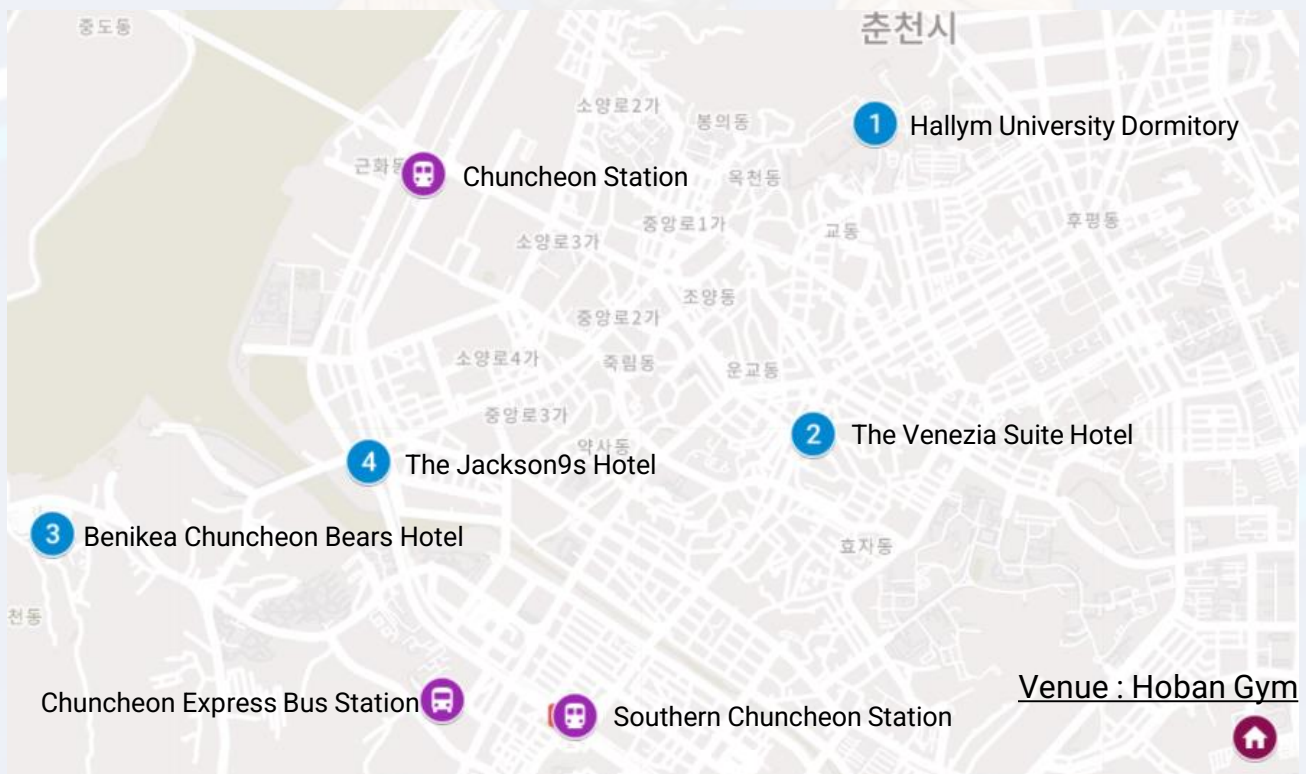 중도동
춘천시
소양로2가
봉의동
1 Hallym University Dormitory
근화동
Chuncheon Station
옥천동
중앙로1가
교동
후평동
소양로3가
조양동
중앙로2가
소양로4가
죽림동
운교동
중앙로3가
약사동
2 The Venezia Suite Hotel
4 The Jackson9s Hotel
3 Benikea Chuncheon Bears Hotel
효자동
천동
Venue : Hoban Gym
Chuncheon Express Bus Station
Southern Chuncheon Station